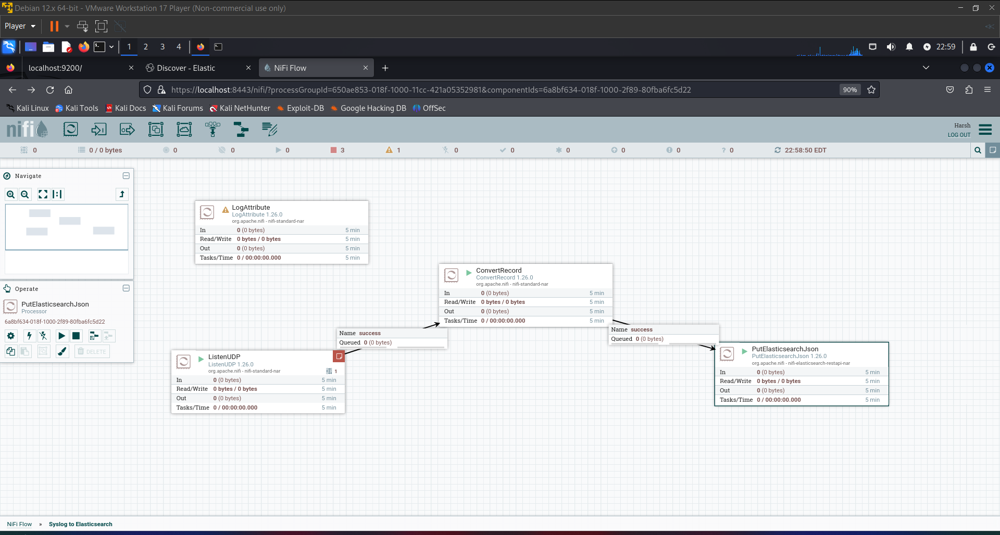 Debian 12.x 64-bit - VMware Workstation 17 Player (Non-commercial use only)
Player
1 2 3 4
22:59
localhost:9200/
Discover - Elastic
NiFi Flow
https://localhost:8443/nifi/?processGroupId=650ae853-018f-1000-11cc-421a05352981&componentIds=6a8bf634-018f-1000-2f89-80fba6fc5d22
90%
Kali Linux Kali Tools Kali Docs Kali Forums Kali NetHunter Exploit-DB Google Hacking DB OffSec
nifi
Harsh
LOG OUT
0 0 / 0 bytes 0 0 0 3 1 0 0 0 0 0 ? 0 22:58:50 EDT
Navigate
Operate
PutElasticsearchJson
Processor
6a8bf634-018f-1000-2f89-80fba6fc5d22
DELETE
LogAttribute
LogAttribute 1.26.0
org.apache.nifi - nifi-standard-nar
In 0 (0 bytes) 5 min
Read/Write 0 bytes / 0 bytes 5 min
Out 0 (0 bytes) 5 min
Tasks/Time 0 / 00:00:00.000 5 min
ConvertRecord
ConvertRecord 1.26.0
org.apache.nifi - nifi-standard-nar
In 0 (0 bytes) 5 min
Read/Write 0 bytes / 0 bytes 5 min
Out 0 (0 bytes) 5 min
Tasks/Time 0 / 00:00:00.000 5 min
Name success
Queued 0 (0 bytes)
Name success
Queued 0 (0 bytes)
ListenUDP
ListenUDP 1.26.0
org.apache.nifi - nifi-standard-nar
1
In 0 (0 bytes) 5 min
Read/Write 0 bytes / 0 bytes 5 min
Out 0 (0 bytes) 5 min
Tasks/Time 0 / 00:00:00.000 5 min
PutElasticsearchJson
PutElasticsearchJson 1.26.0
org.apache.nifi - nifi-elasticsearch-restapi-nar
In 0 (0 bytes) 5 min
Read/Write 0 bytes / 0 bytes 5 min
Out 0 (0 bytes) 5 min
Tasks/Time 0 / 00:00:00.000 5 min
NiFi Flow » Syslog to Elasticsearch